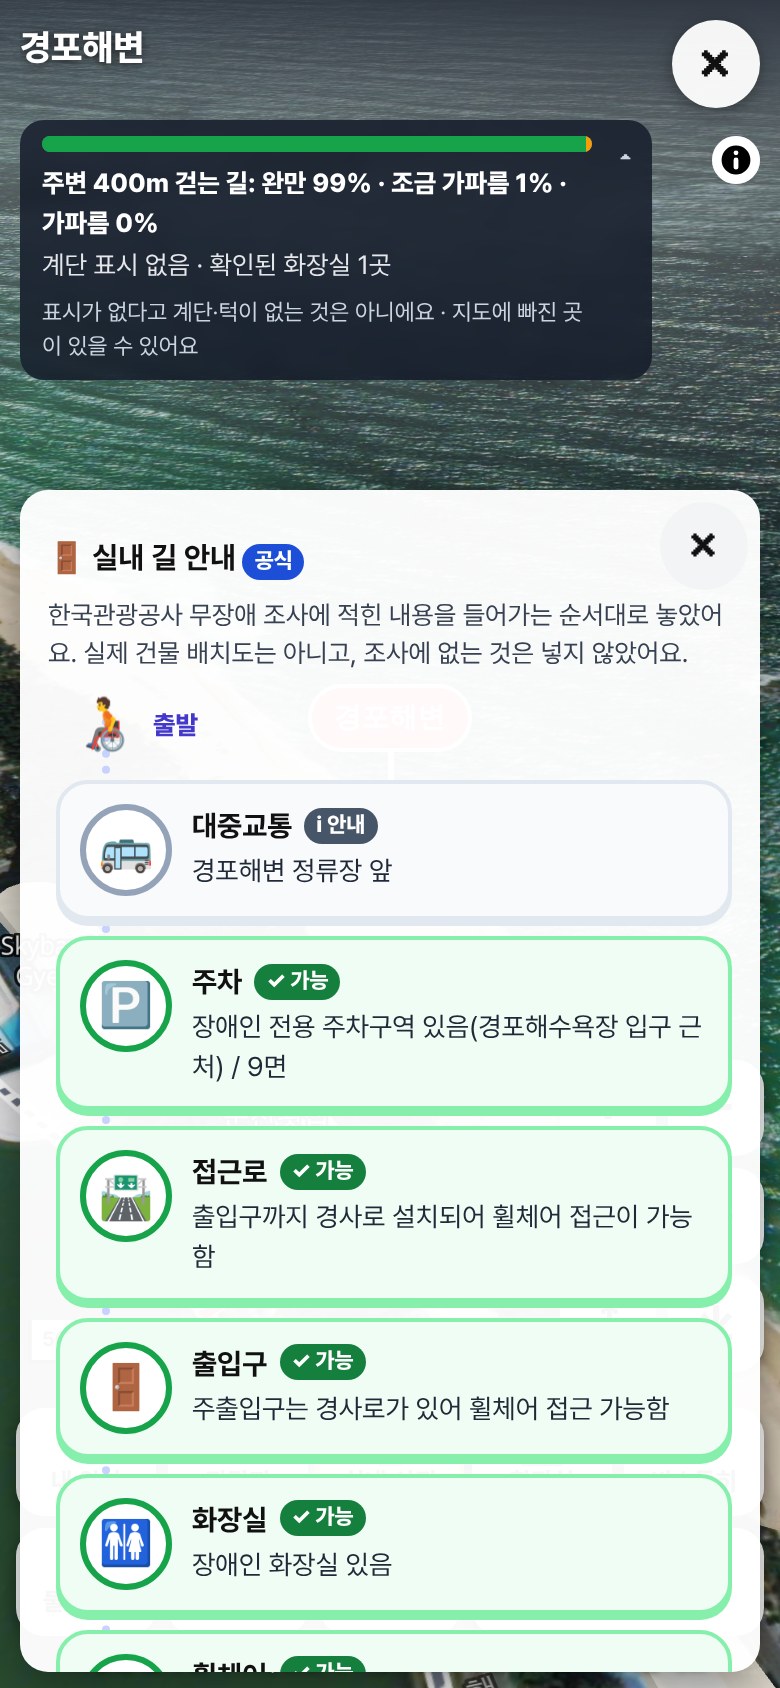 경포해변
주변 400m 걷는 길: 완만 99% · 조금 가파름 1% ·
가파름 0%
계단 표시 없음 · 확인된 화장실 1곳
표시가 없다고 계단·턱이 없는 것은 아니에요 · 지도에 빠진 곳
이 있을 수 있어요
실내 길 안내 공식
한국관광공사 무장애 조사에 적힌 내용을 들어가는 순서대로 놓았어
요. 실제 건물 배치도는 아니고, 조사에 없는 것은 넣지 않았어요.
경포해변
출발
대중교통 i 안내
경포해변 정류장 앞
주차 ✓ 가능
장애인 전용 주차구역 있음(경포해수욕장 입구 근
처) / 9면
접근로 ✓ 가능
출입구까지 경사로 설치되어 휠체어 접근이 가능
함
출입구 ✓ 가능
주출입구는 경사로가 있어 휠체어 접근 가능함
화장실 ✓ 가능
장애인 화장실 있음
휠체어 ✓ 가능